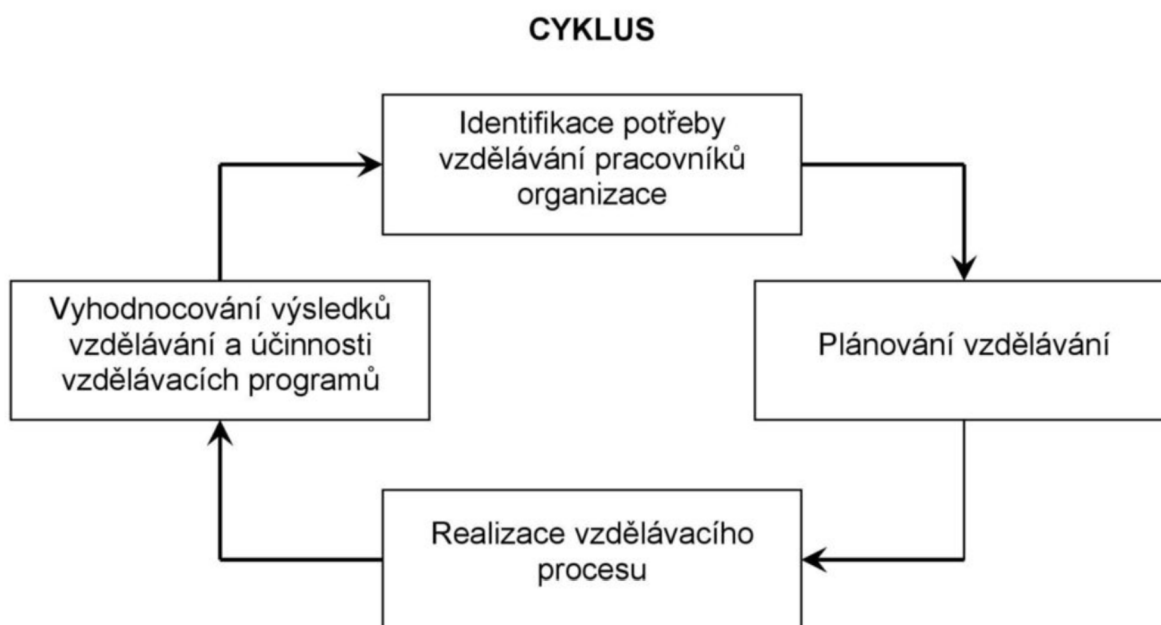 CYKLUS
Identifikace potřeby
vzdělávání pracovníků
organizace
Vyhodnocování výsledků
vzdělávání a účinnosti
vzdělávacích programů
Plánování vzdělávání
Realizace vzdělávacího
procesu